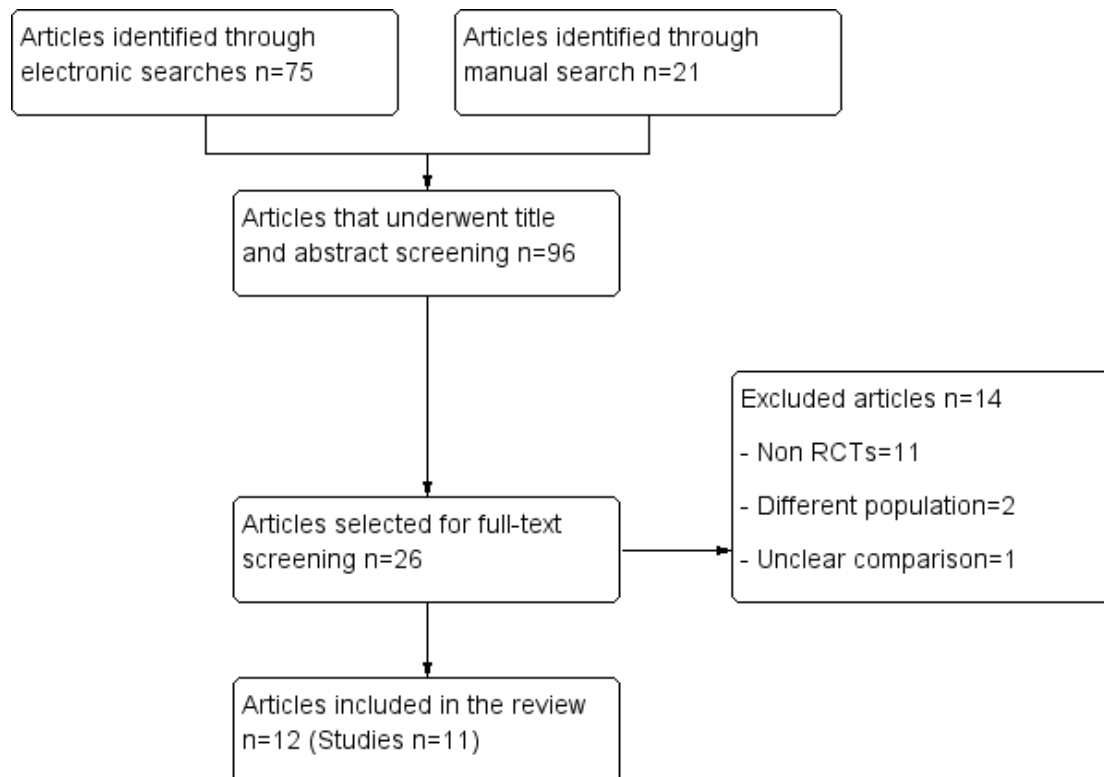 Articles identified through
electronic searches n=75
Articles identified through
manual search n=21
Articles that underwent title
and abstract screening n=96
Excluded articles n=14
- Non RCTs=11
- Different population=2
- Unclear comparison=1
Articles selected for full-text
screening n=26
Articles included in the review
n=12 (Studies n=11)